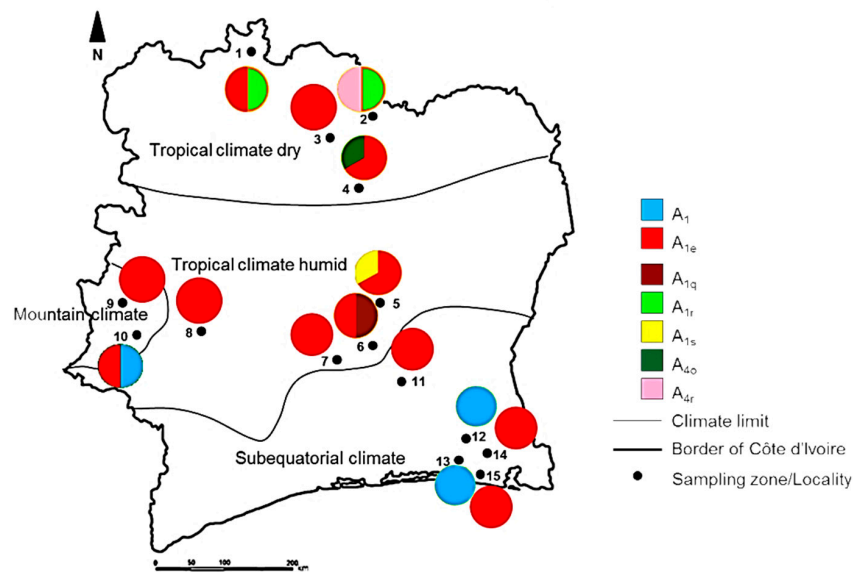 N
1
2
3
Tropical climate dry
4
A1
A1e
Tropical climate humid
A1q
9
5
A1r
Mountain climate
8
A1s
10
6
7
A4o
11
A4r
Climate limit
12
Subequatorial climate
13
14
Border of Côte d'Ivoire
15
Sampling zone/Locality
0 50 100 200
KM